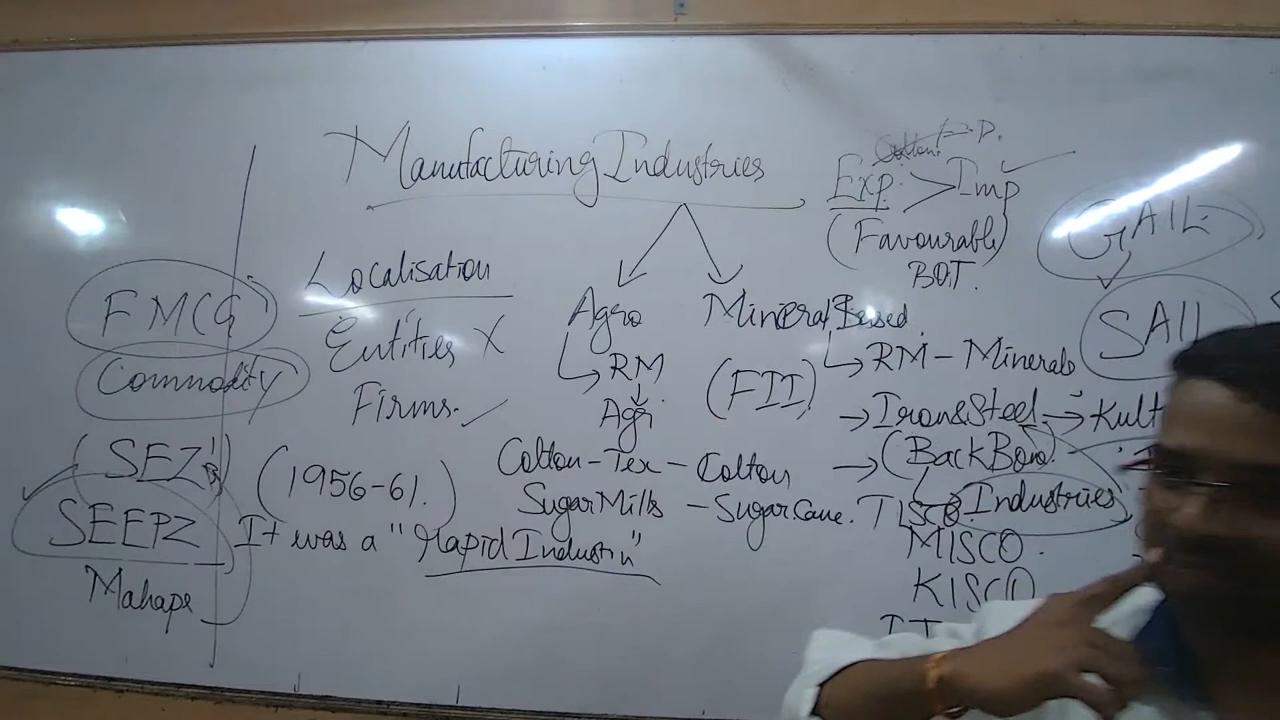 Manufacturing Industries
P.
Exp. > Imp
(Favourable)
BOT.
GAIL
SAIL
FMCG
Commodity
(SEZ's)
SEEPZ
Mahape
Localisation
Entities X
Firms.
(1956-61.)
It was a "Rapid Industn"
Agro
RM
Agri
Cotton-Tex - Cotton
Sugar Mills - Sugar Cane.
(FII)
Mineral Based
RM - Minerals
Iron & Steel → Kult
(BackBone)
Industries
TISCO
MISCO.
KISCO